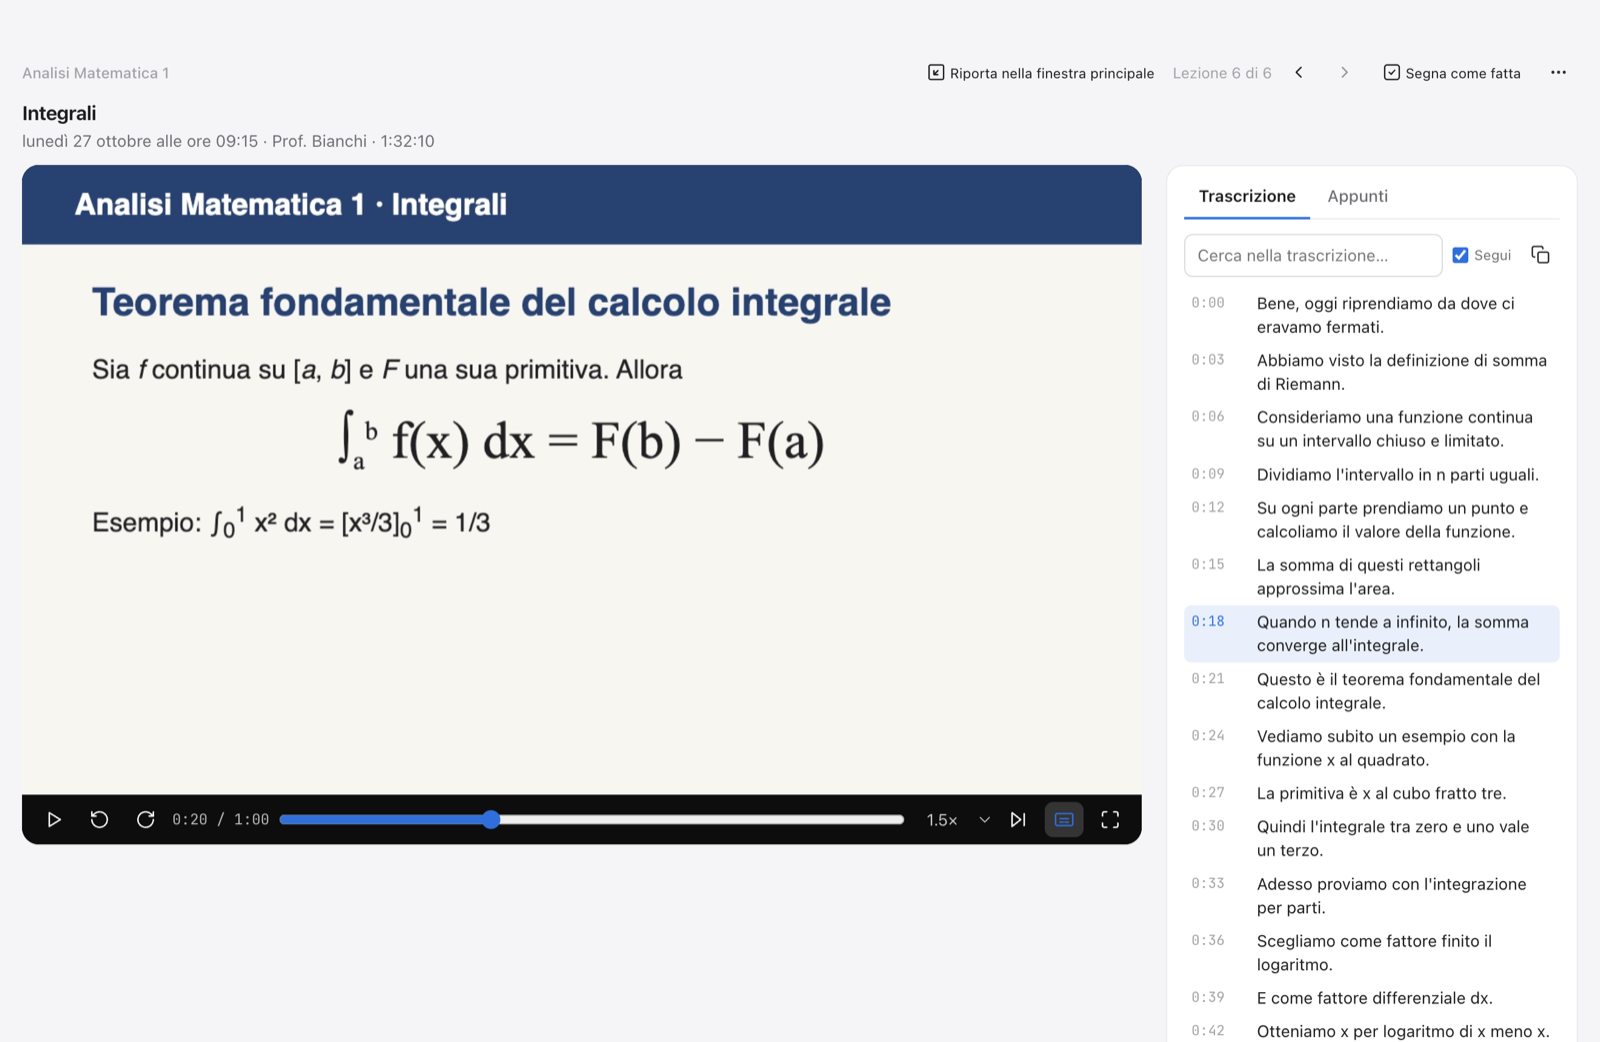 Analisi Matematica 1
Riporta nella finestra principale
Lezione 6 di 6
Segna come fatta
Integrali
lunedì 27 ottobre alle ore 09:15 · Prof. Bianchi · 1:32:10
Analisi Matematica 1 · Integrali
Teorema fondamentale del calcolo integrale
Sia f continua su [a, b] e F una sua primitiva. Allora
∫ₐᵇ f(x) dx = F(b) − F(a)
Esempio: ∫₀¹ x² dx = [x³/3]₀¹ = 1/3
0:20 / 1:00
1.5×
Trascrizione
Appunti
Cerca nella trascrizione...
Segui
0:00 Bene, oggi riprendiamo da dove ci
eravamo fermati.
0:03 Abbiamo visto la definizione di somma
di Riemann.
0:06 Consideriamo una funzione continua
su un intervallo chiuso e limitato.
0:09 Dividiamo l'intervallo in n parti uguali.
0:12 Su ogni parte prendiamo un punto e
calcoliamo il valore della funzione.
0:15 La somma di questi rettangoli
approssima l'area.
0:18 Quando n tende a infinito, la somma
converge all'integrale.
0:21 Questo è il teorema fondamentale del
calcolo integrale.
0:24 Vediamo subito un esempio con la
funzione x al quadrato.
0:27 La primitiva è x al cubo fratto tre.
0:30 Quindi l'integrale tra zero e uno vale
un terzo.
0:33 Adesso proviamo con l'integrazione
per parti.
0:36 Scegliamo come fattore finito il
logaritmo.
0:39 E come fattore differenziale dx.
0:42 Otteniamo x per logaritmo di x meno x.